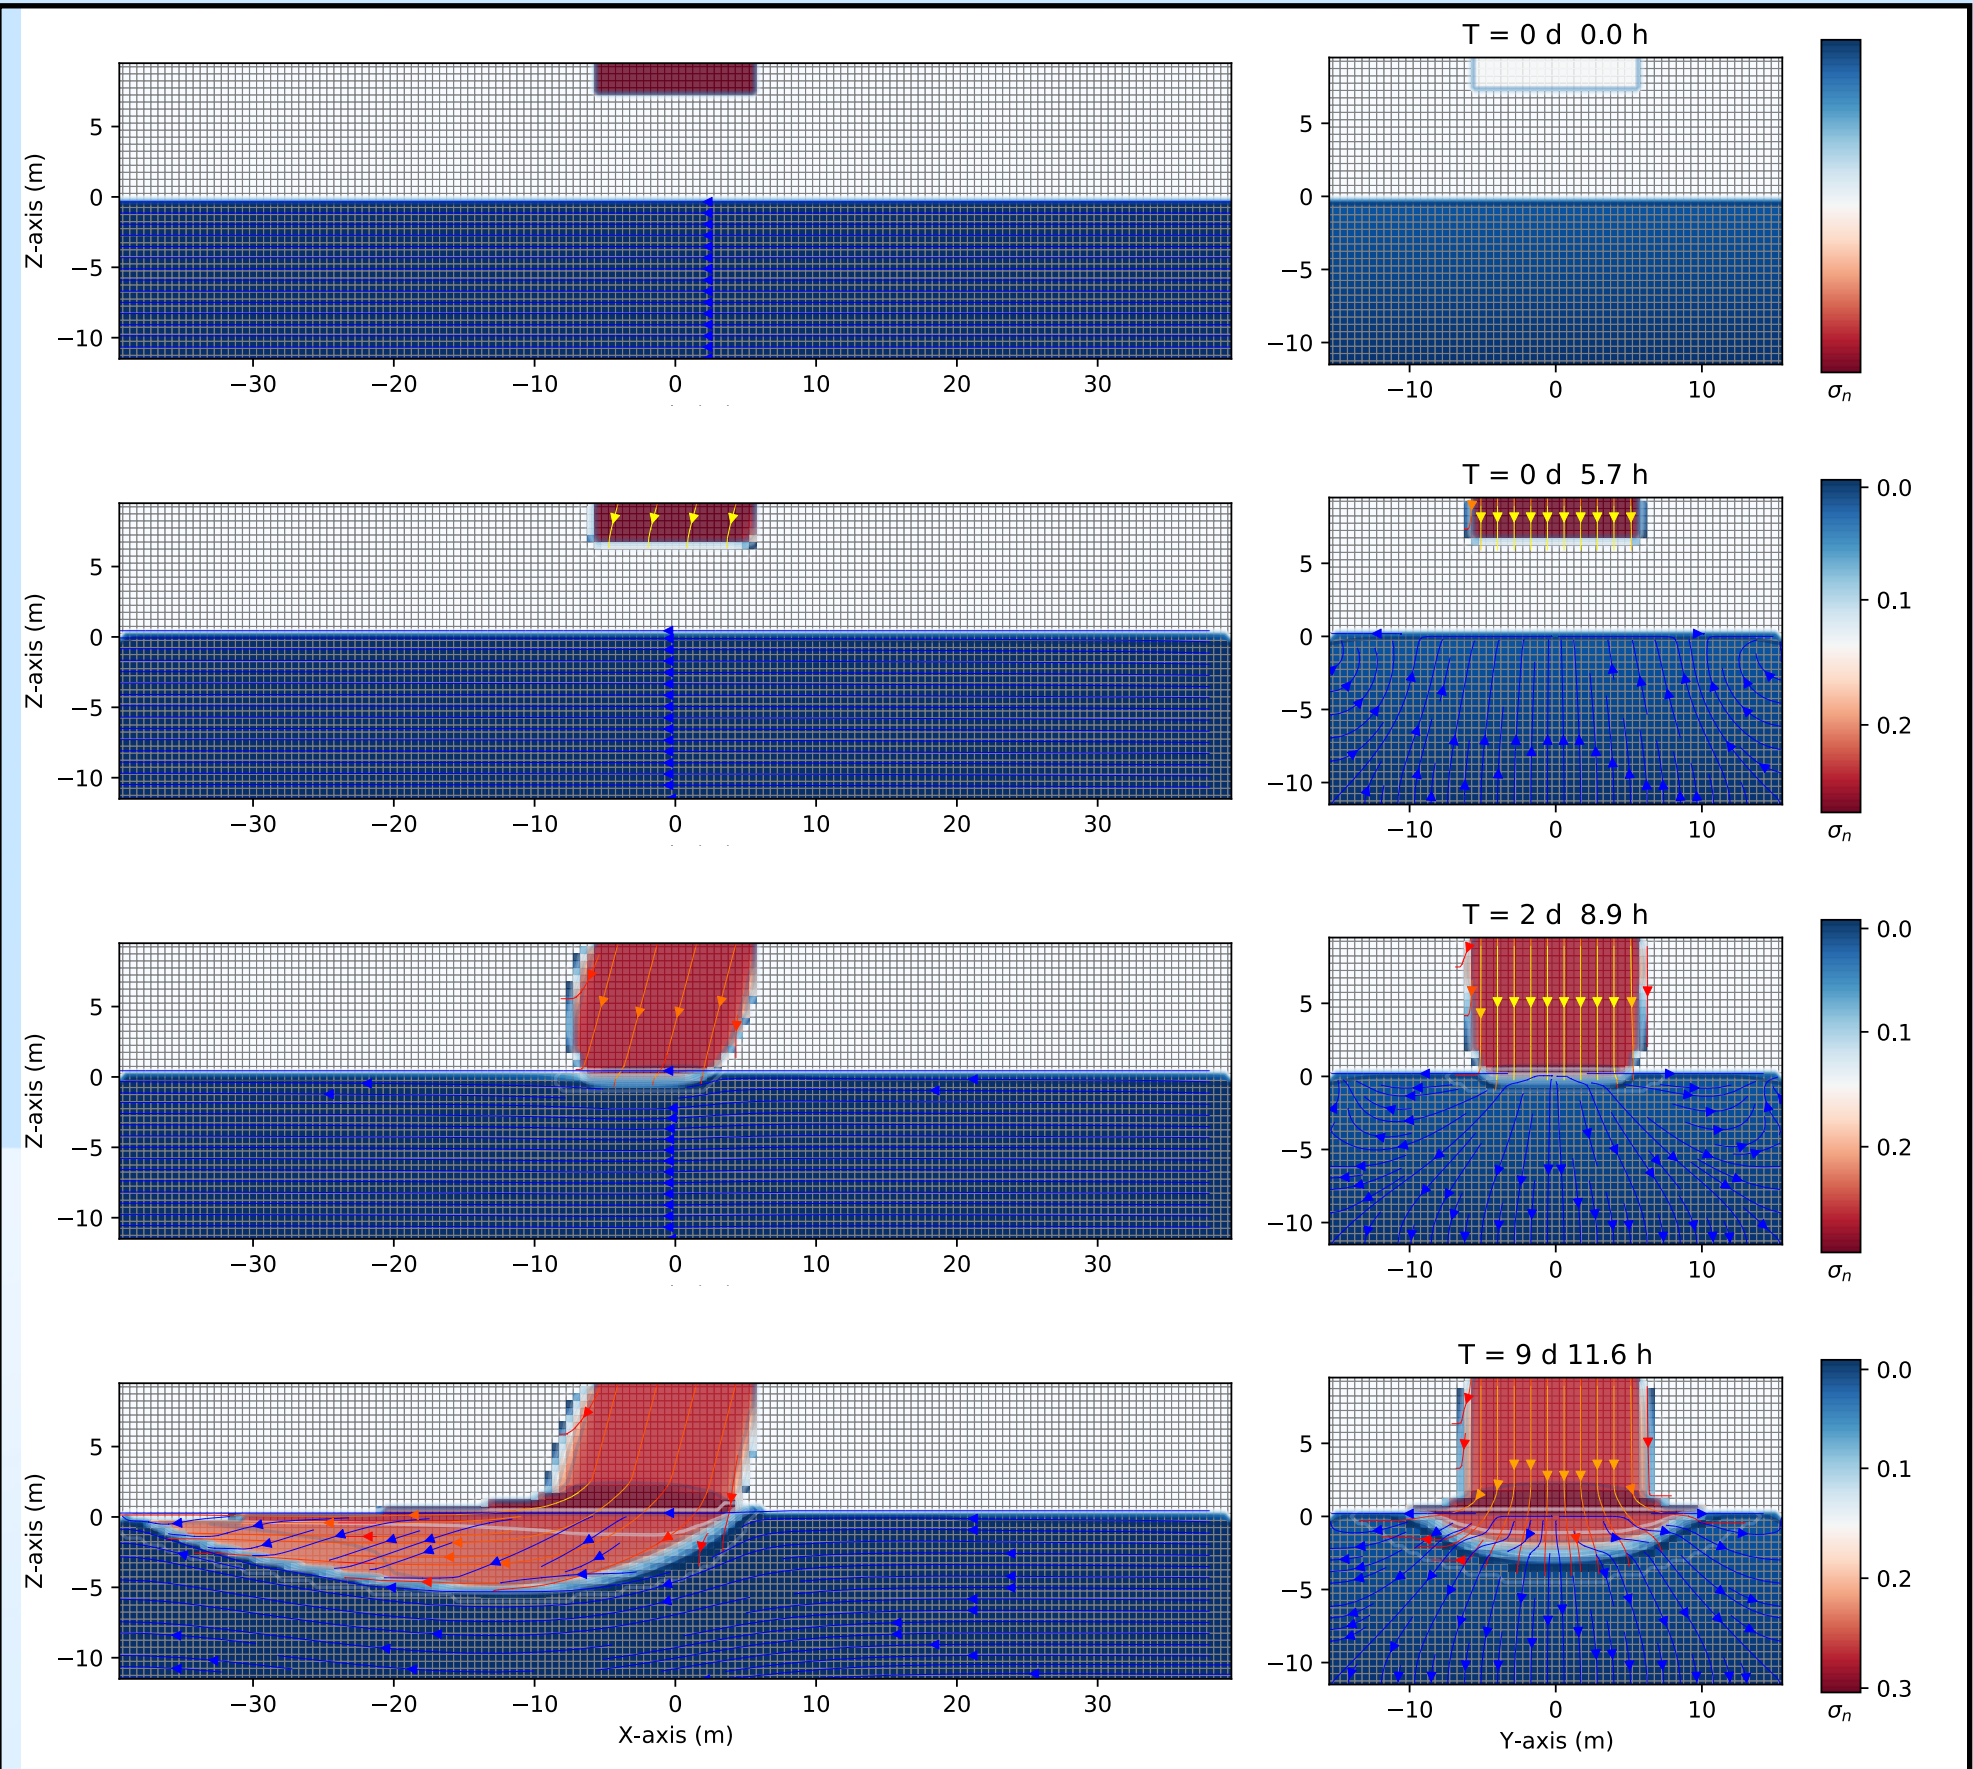 T = 0 d 0.0 h
Z-axis (m)
5
0
−5
−10
−30 −20 −10 0 10 20 30
5
0
−5
−10
−10 0 10
σn
T = 0 d 5.7 h
Z-axis (m)
5
0
−5
−10
−30 −20 −10 0 10 20 30
5
0
−5
−10
−10 0 10
0.0
0.1
0.2
σn
T = 2 d 8.9 h
Z-axis (m)
5
0
−5
−10
−30 −20 −10 0 10 20 30
5
0
−5
−10
−10 0 10
0.0
0.1
0.2
σn
T = 9 d 11.6 h
Z-axis (m)
5
0
−5
−10
−30 −20 −10 0 10 20 30
X-axis (m)
5
0
−5
−10
−10 0 10
Y-axis (m)
0.0
0.1
0.2
0.3
σn